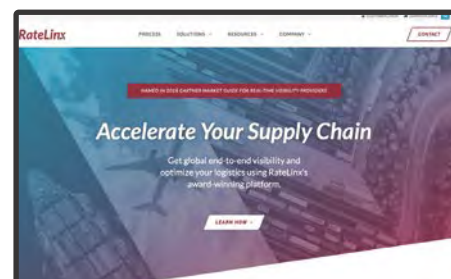 RateLinx
PROCESS SOLUTIONS RESOURCES COMPANY
CONTACT
NAMED IN 2018 GARTNER MARKET GUIDE FOR REAL-TIME VISIBILITY PROVIDERS
Accelerate Your Supply Chain
Get global end-to-end visibility and
optimize your logistics using RateLinx's
award-winning platform.
LEARN HOW